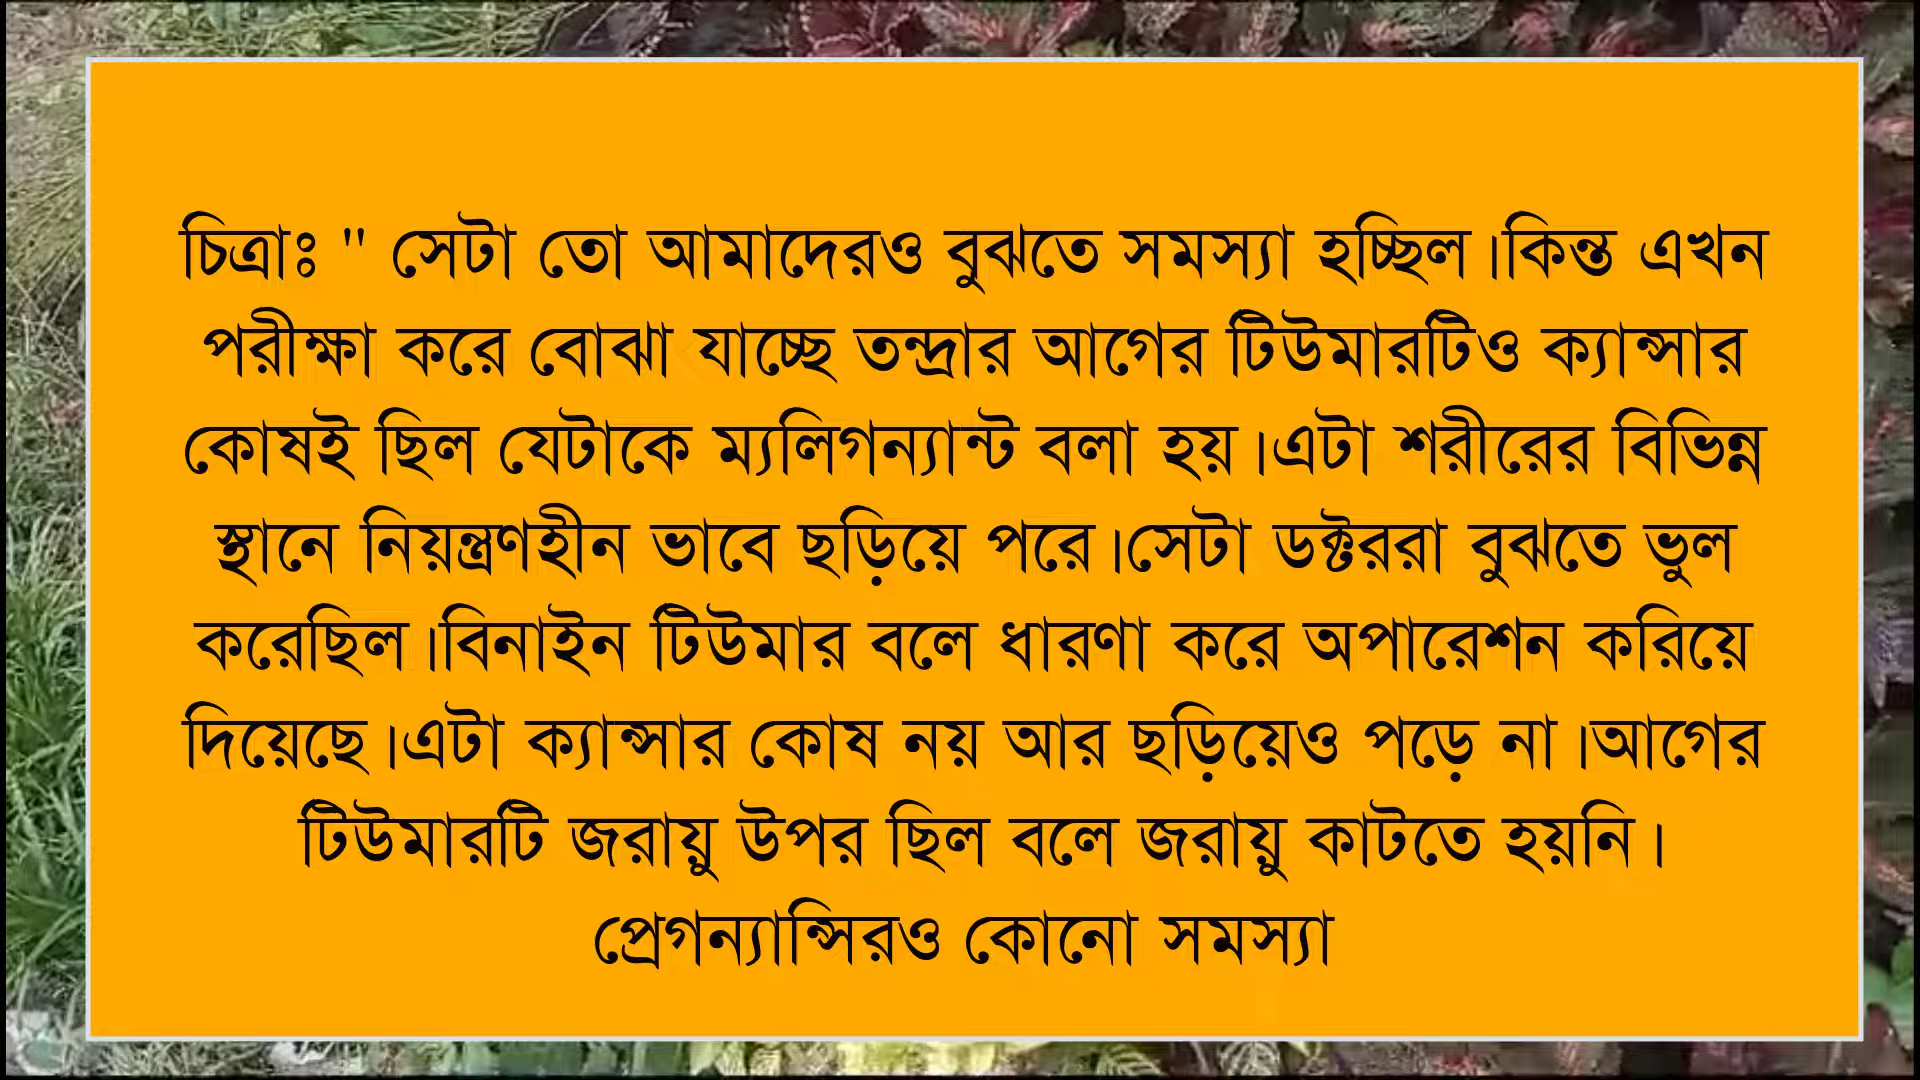 চিত্রাঃ " সেটা তো আমাদেরও বুঝতে সমস্যা হচ্ছিল।কিন্ত এখন
পরীক্ষা করে বোঝা যাচ্ছে তন্দ্রার আগের টিউমারটিও ক্যান্সার
কোষই ছিল যেটাকে ম্যলিগন্যান্ট বলা হয়।এটা শরীরের বিভিন্ন
স্থানে নিয়ন্ত্রণহীন ভাবে ছড়িয়ে পরে।সেটা ডক্টররা বুঝতে ভুল
করেছিল।বিনাইন টিউমার বলে ধারণা করে অপারেশন করিয়ে
দিয়েছে।এটা ক্যান্সার কোষ নয় আর ছড়িয়েও পড়ে না।আগের
টিউমারটি জরায়ু উপর ছিল বলে জরায়ু কাটতে হয়নি।
প্রেগন্যান্সিরও কোনো সমস্যা